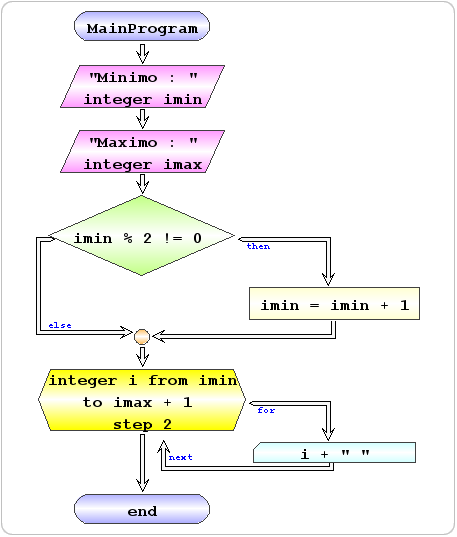 MainProgram
"Minimo : "
integer imin
"Maximo : "
integer imax
imin % 2 != 0
then
imin = imin + 1
else
integer i from imin
to imax + 1
step 2
for
i + " "
next
end